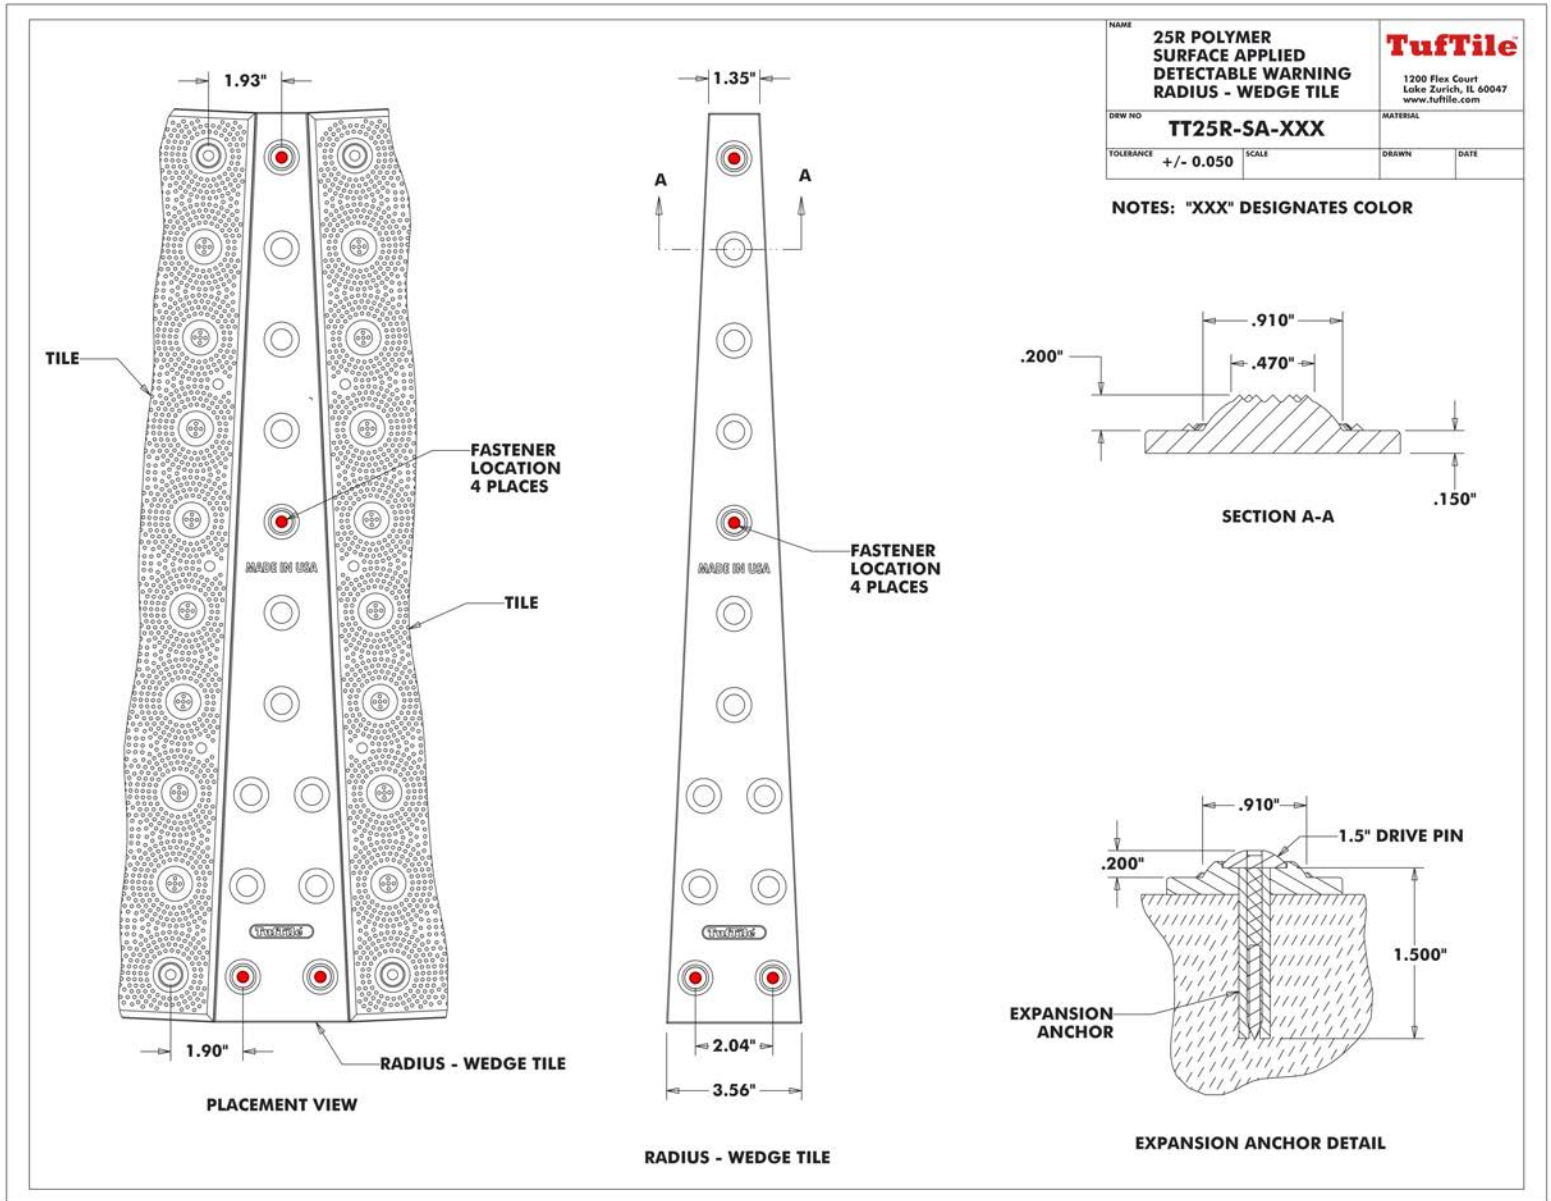 NAME
25R POLYMER
SURFACE APPLIED
DETECTABLE WARNING
RADIUS - WEDGE TILE
TufTile™
1200 Flex Court
Lake Zurich, IL 60047
www.tuftile.com
DRW NO
TT25R-SA-XXX
MATERIAL
TOLERANCE
+/- 0.050
SCALE
DRAWN
DATE
NOTES: "XXX" DESIGNATES COLOR
1.93"
TILE
FASTENER
LOCATION
4 PLACES
MADE IN USA
TILE
TufTile
1.90"
RADIUS - WEDGE TILE
PLACEMENT VIEW
1.35"
A
A
FASTENER
LOCATION
4 PLACES
MADE IN USA
TufTile
2.04"
3.56"
RADIUS - WEDGE TILE
.910"
.200"
.470"
.150"
SECTION A-A
.910"
1.5" DRIVE PIN
.200"
1.500"
EXPANSION
ANCHOR
EXPANSION ANCHOR DETAIL